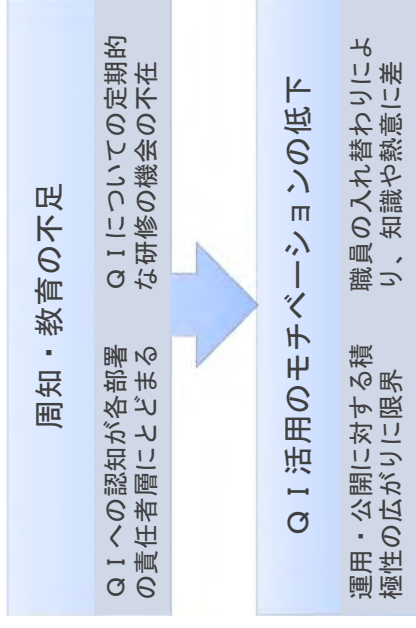 周知・教育の不足
ＱＩへの認知が各部署
の責任者層にとどまる
ＱＩについての定期的
な研修の機会の不在
ＱＩ活用のモチベーションの低下
運用・公開に対する積
極性の広がりに限界
職員の入れ替わりによ
り、知識や熱意に差